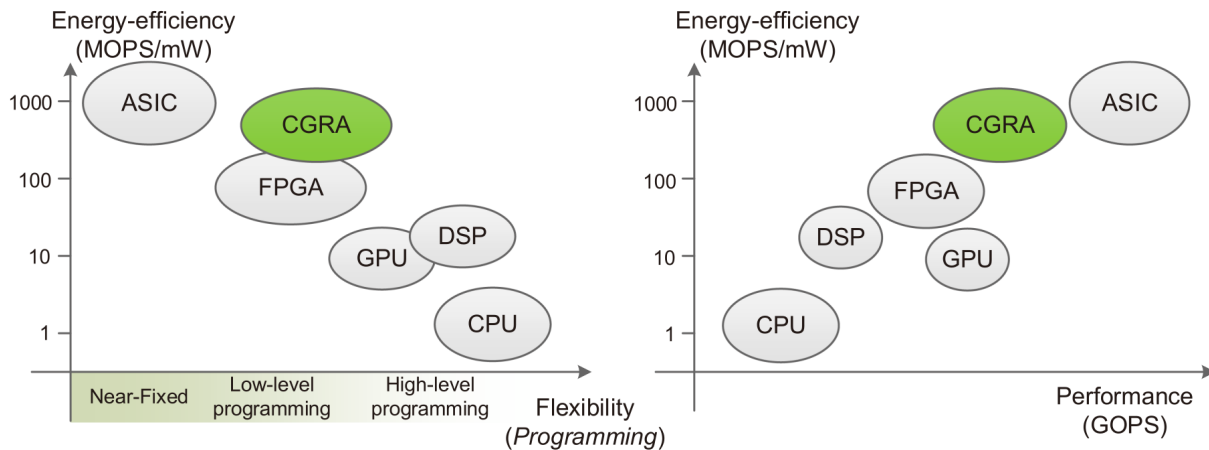 Energy-efficiency
(MOPS/mW)
1000
100
10
1
ASIC
CGRA
FPGA
GPU
DSP
CPU
Near-Fixed
Low-level
programming
High-level
programming
Flexibility
(Programming)
Energy-efficiency
(MOPS/mW)
1000
100
10
1
CGRA
ASIC
FPGA
DSP
GPU
CPU
Performance
(GOPS)